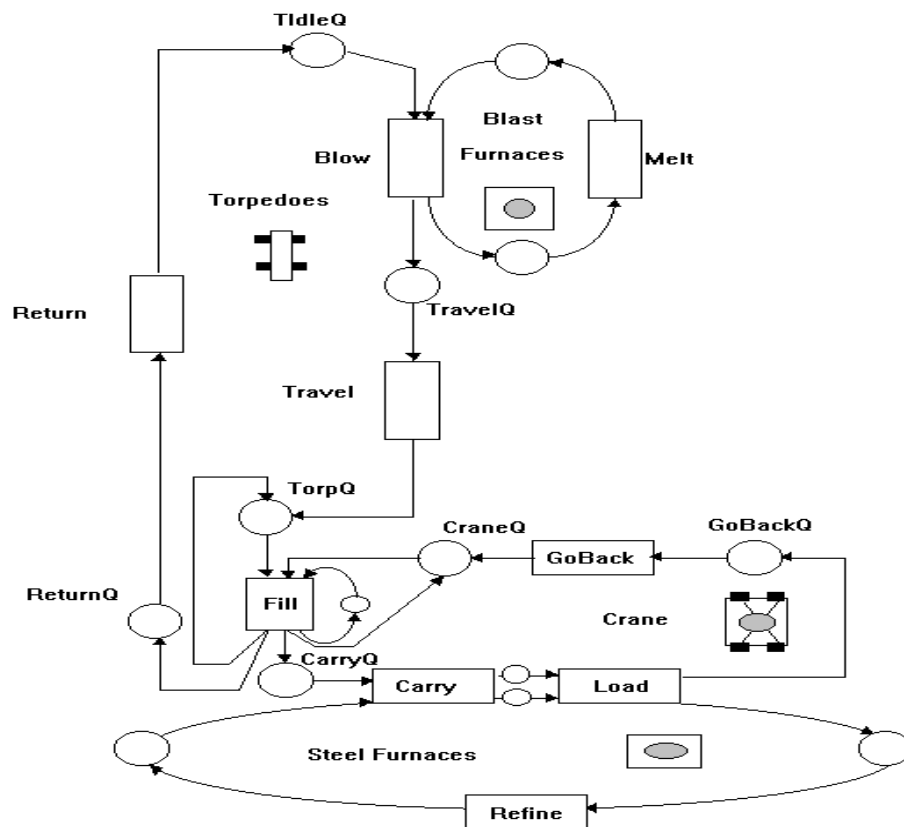 TIdleQ
Blast
Blow
Furnaces
Melt
Torpedoes
Return
TravelQ
Travel
TorpQ
CraneQ
GoBackQ
GoBack
ReturnQ
Fill
Crane
CarryQ
Carry
Load
Steel Furnaces
Refine